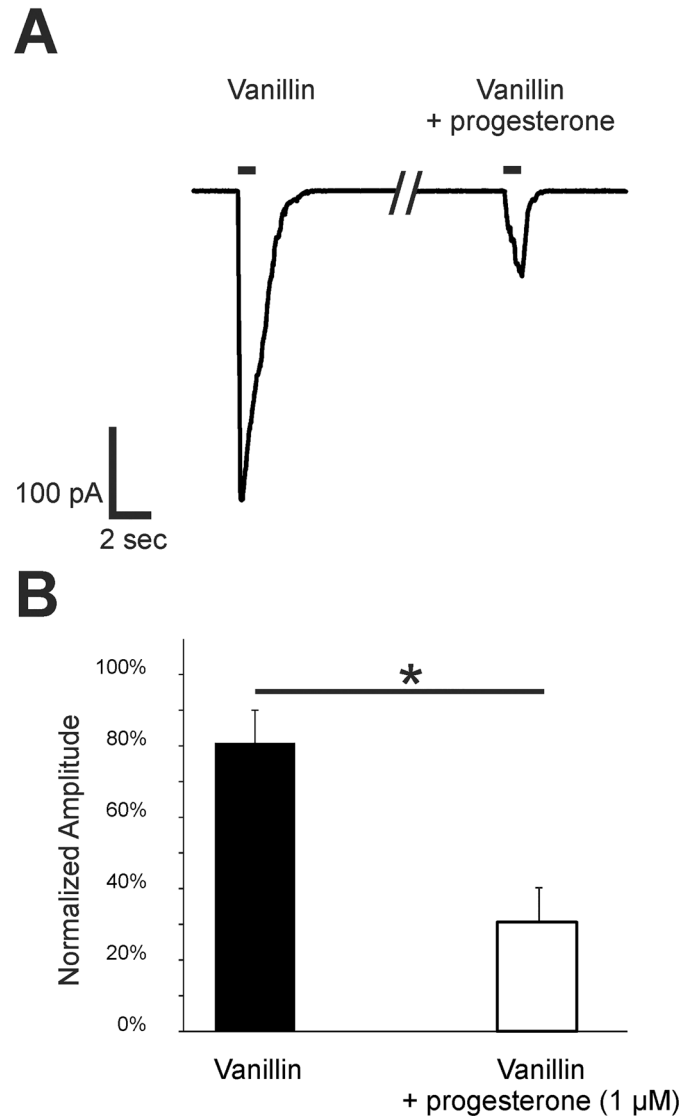 A
Vanillin
Vanillin
+ progesterone
100 pA
2 sec
B
Normalized Amplitude
100%
80%
60%
40%
20%
0%
*
Vanillin
Vanillin
+ progesterone (1 µM)